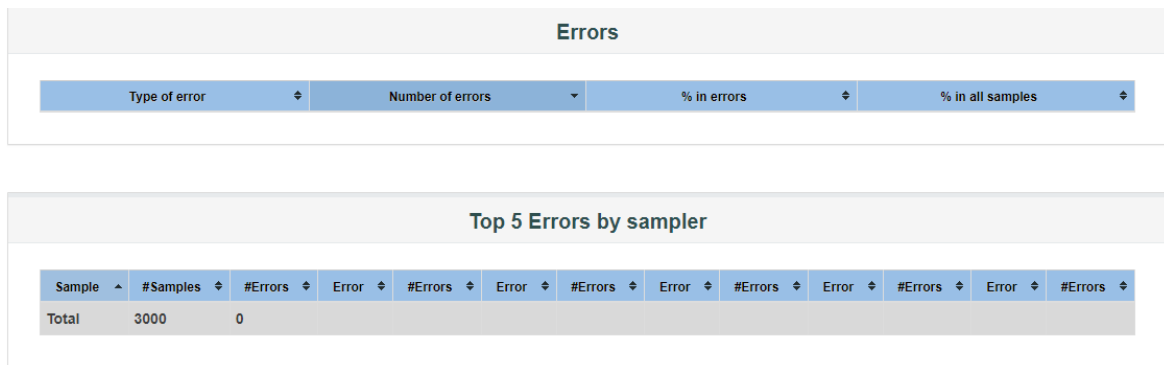 Errors
Type of error Number of errors % in errors % in all samples
Top 5 Errors by sampler
Sample #Samples #Errors Error #Errors Error #Errors Error #Errors Error #Errors Error #Errors
Total 3000 0